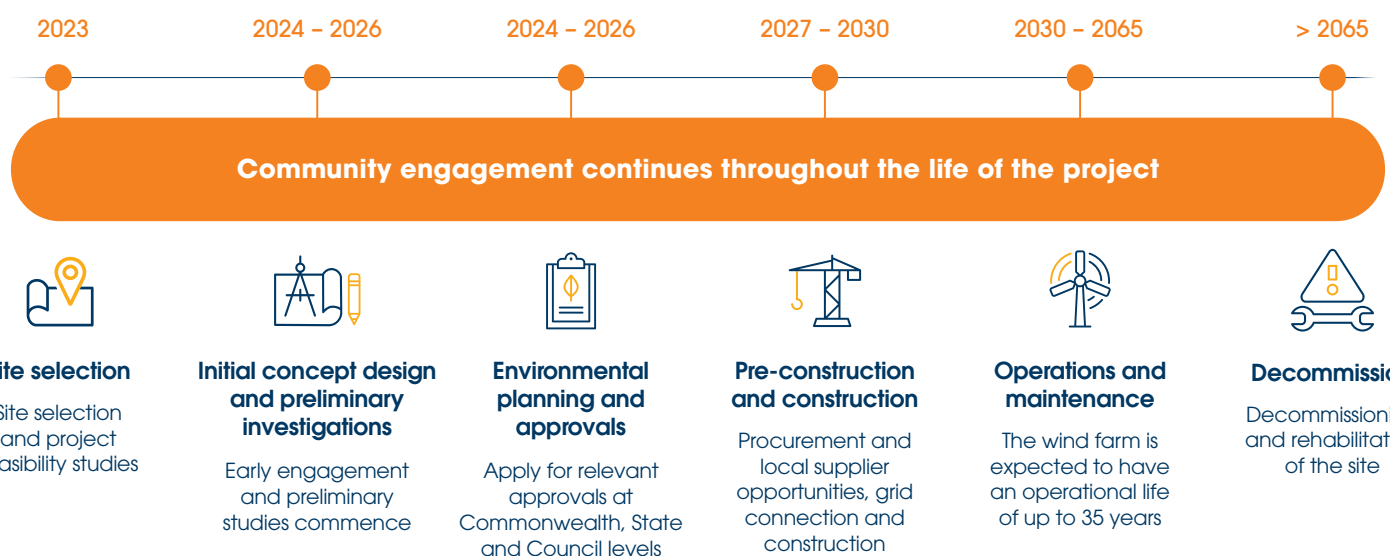 2023
2024 – 2026
2024 – 2026
2027 – 2030
2030 – 2065
> 2065
Community engagement continues throughout the life of the project
ite selection
Site selection
and project
asibility studies
Initial concept design
and preliminary
investigations
Early engagement
and preliminary
studies commence
Environmental
planning and
approvals
Apply for relevant
approvals at
Commonwealth, State
and Council levels
Pre-construction
and construction
Procurement and
local supplier
opportunities, grid
connection and
construction
Operations and
maintenance
The wind farm is
expected to have
an operational life
of up to 35 years
Decommissio
Decommissioni
and rehabilitat
of the site